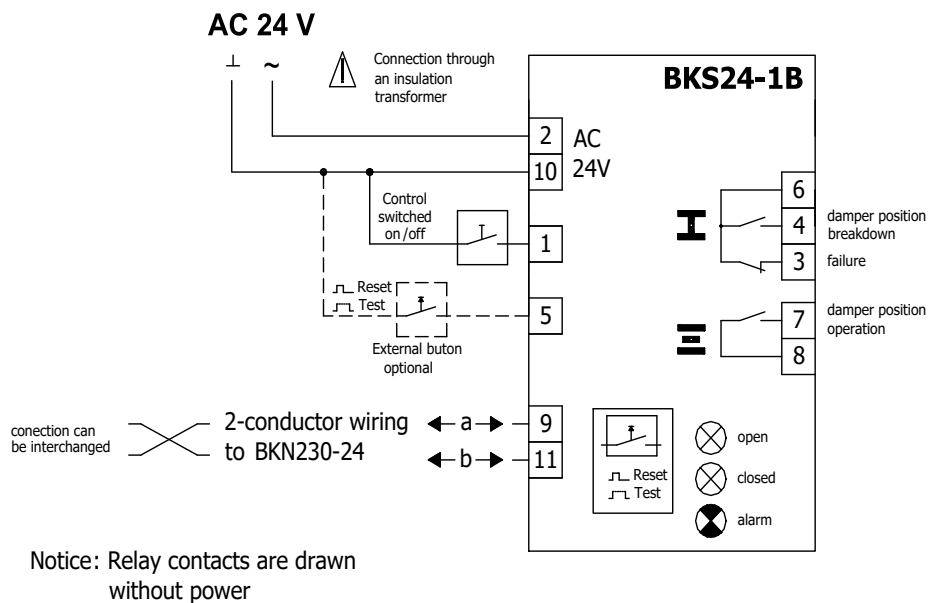 AC 24 V
⊥ ~
Connection through
an insulation
transformer
BKS24-1B
2
AC
10
24V
Control
switched
on/off
1
Reset
Test
5
External buton
optional
6
4
damper position
breakdown
3
failure
7
damper position
operation
8
conection can
be interchanged
2-conductor wiring
to BKN230-24
a
b
9
11
Reset
Test
open
closed
alarm
Notice: Relay contacts are drawn
without power